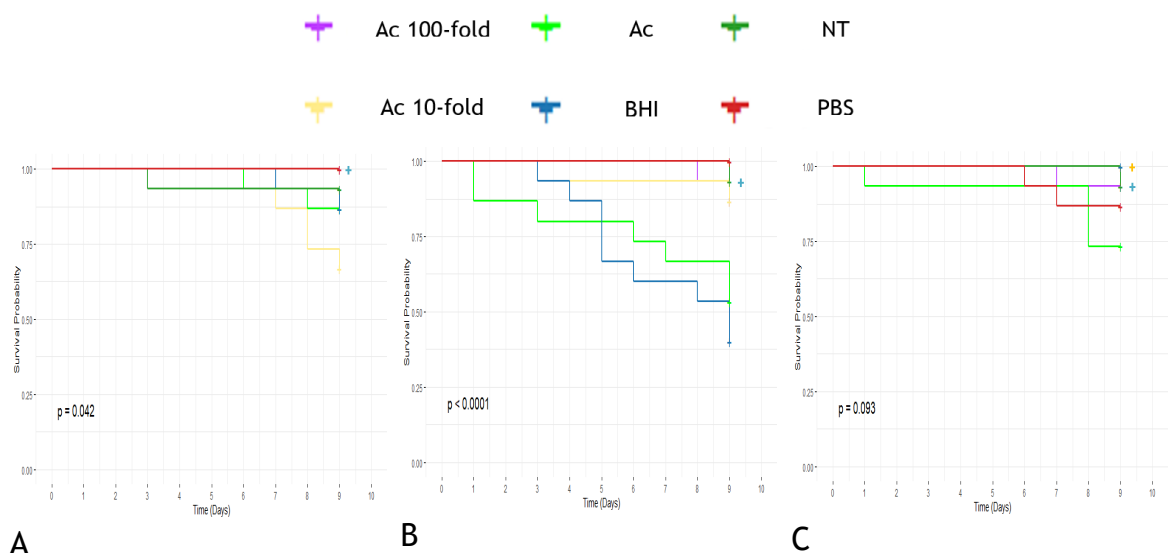 Ac 100-fold Ac NT
Ac 10-fold BHI PBS
1.00 1.00 1.00
0.75 0.75 0.75
0.50 0.50 0.50
0.25 0.25 0.25
0.00 0.00 0.00
Survival Probability Survival Probability Survival Probability
p = 0.042 p < 0.0001 p = 0.093
0 1 2 3 4 5 6 7 8 9 10 0 1 2 3 4 5 6 7 8 9 10 0 1 2 3 4 5 6 7 8 9 10
Time (Days) Time (Days) Time (Days)
A B C